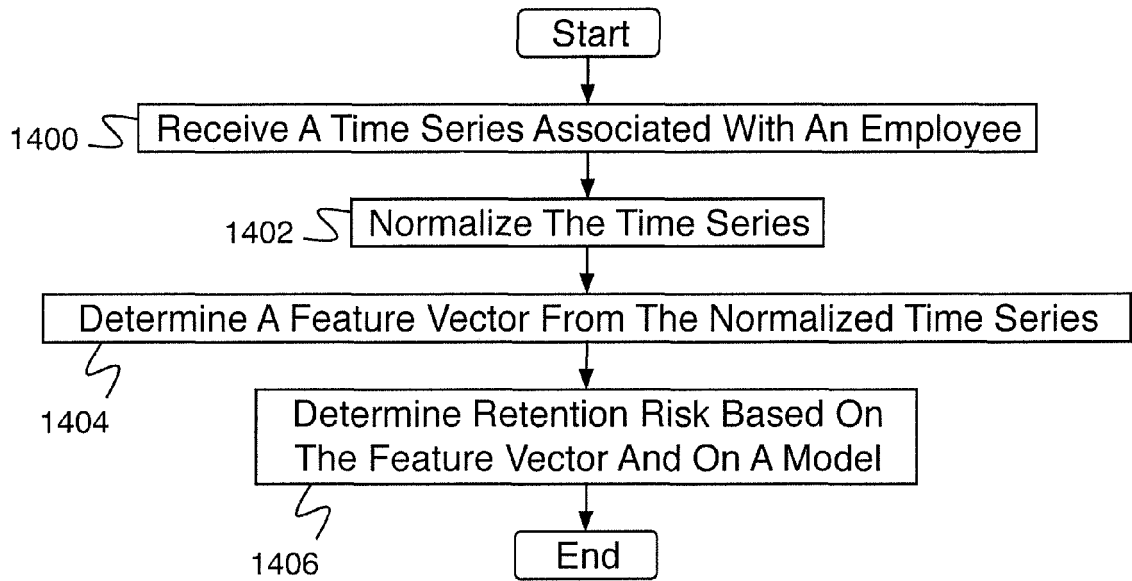 Start
1400
Receive A Time Series Associated With An Employee
1402
Normalize The Time Series
Determine A Feature Vector From The Normalized Time Series
1404
Determine Retention Risk Based On
The Feature Vector And On A Model
1406
End